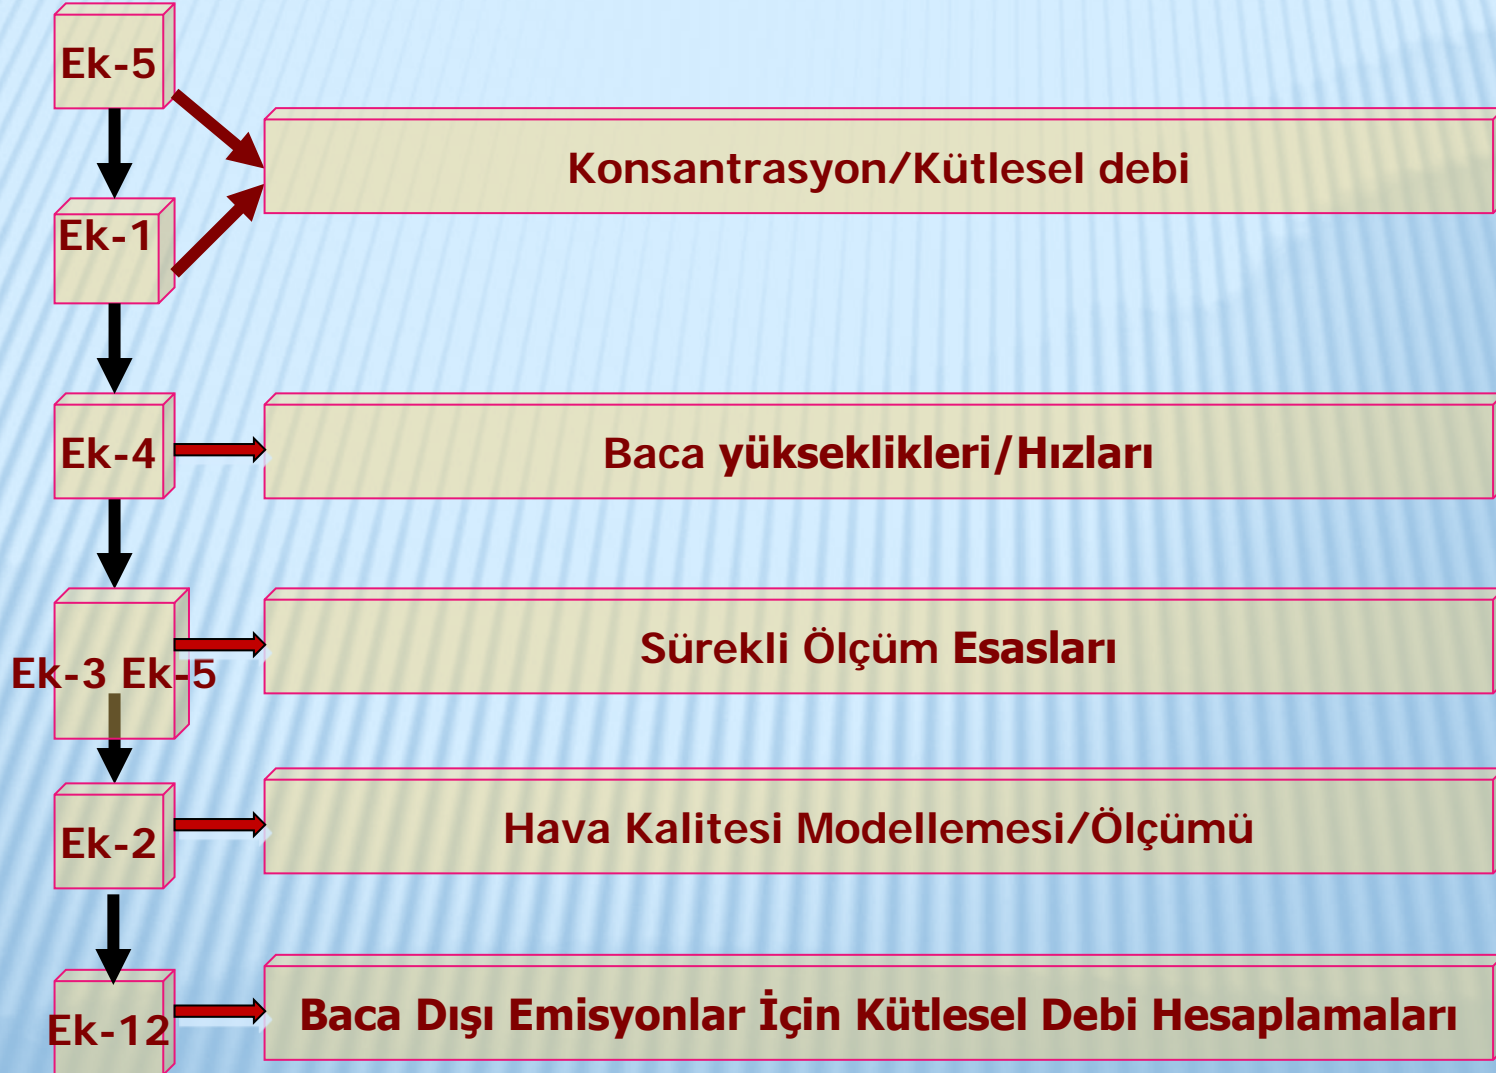 Ek-5
Konsantrasyon/Kütlesel debi
Ek-1
Ek-4
Baca yükseklikleri/Hızları
Ek-3 Ek-5
Sürekli Ölçüm Esasları
Ek-2
Hava Kalitesi Modellemesi/Ölçümü
Ek-12
Baca Dışı Emisyonlar İçin Kütlesel Debi Hesaplamaları